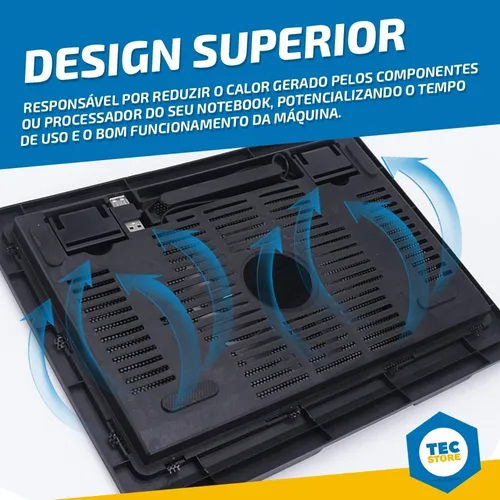 DESIGN SUPERIOR
RESPONSÁVEL POR REDUZIR O CALOR GERADO PELOS COMPONENTES
OU PROCESSADOR DO SEU NOTEBOOK, POTENCIALIZANDO O TEMPO
DE USO E O BOM FUNCIONAMENTO DA MÁQUINA.
TEC
STORE